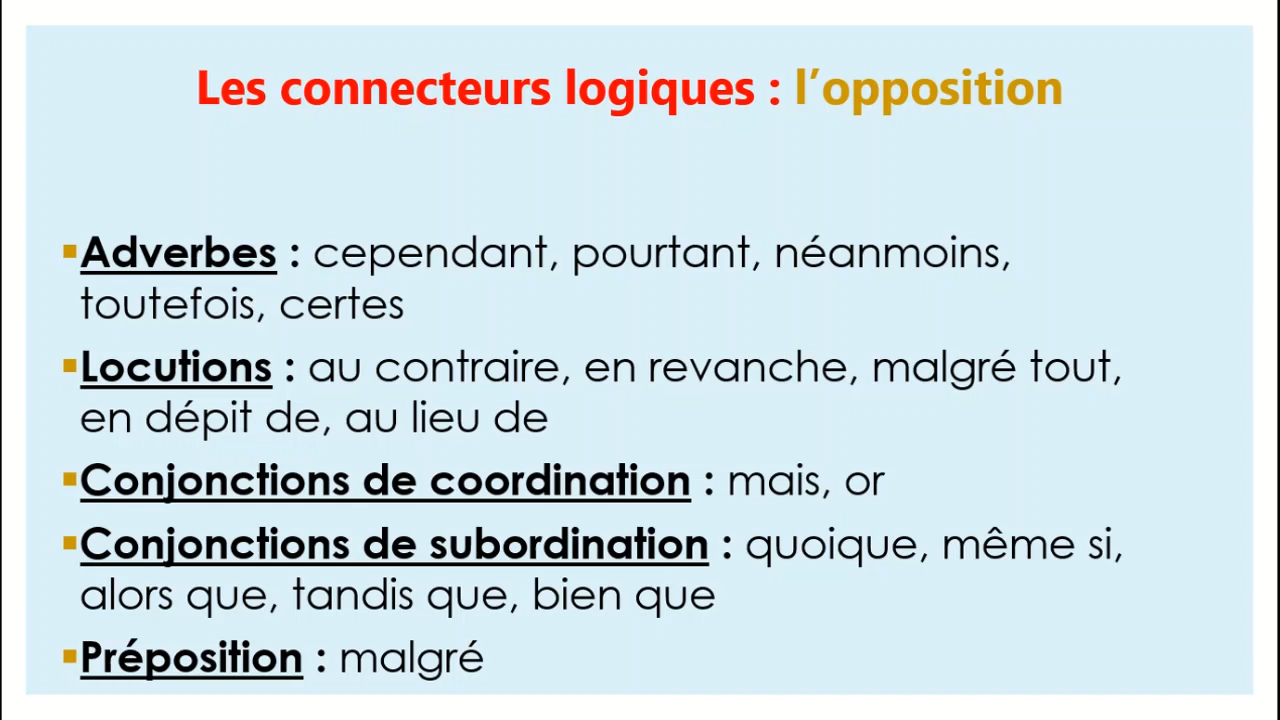 Les connecteurs logiques : l’opposition
▪Adverbes : cependant, pourtant, néanmoins,
toutefois, certes
▪Locutions : au contraire, en revanche, malgré tout,
en dépit de, au lieu de
▪Conjonctions de coordination : mais, or
▪Conjonctions de subordination : quoique, même si,
alors que, tandis que, bien que
▪Préposition : malgré